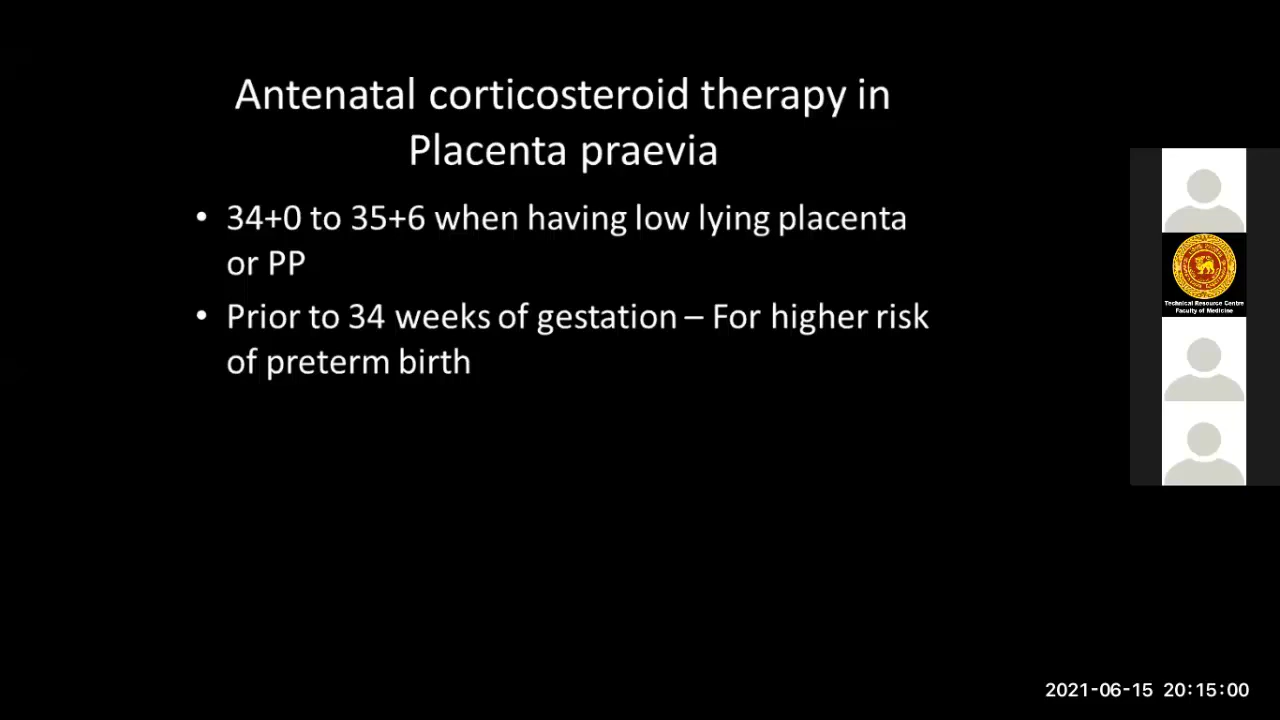 Antenatal corticosteroid therapy in
Placenta praevia
• 34+0 to 35+6 when having low lying placenta
or PP
• Prior to 34 weeks of gestation – For higher risk
of preterm birth
Technical Resource Centre
Faculty of Medicine
2021-06-15 20:15:00